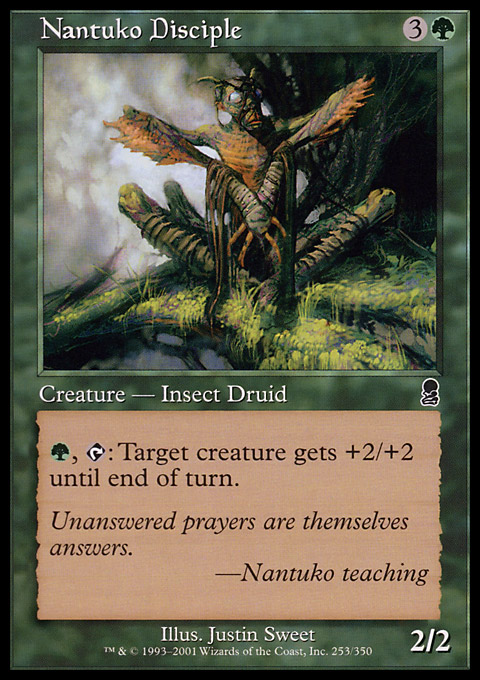 Nantuko Disciple 3
Creature — Insect Druid
, : Target creature gets +2/+2
until end of turn.
Unanswered prayers are themselves
answers.
—Nantuko teaching
Illus. Justin Sweet
™ & © 1993–2001 Wizards of the Coast, Inc. 253/350
2/2